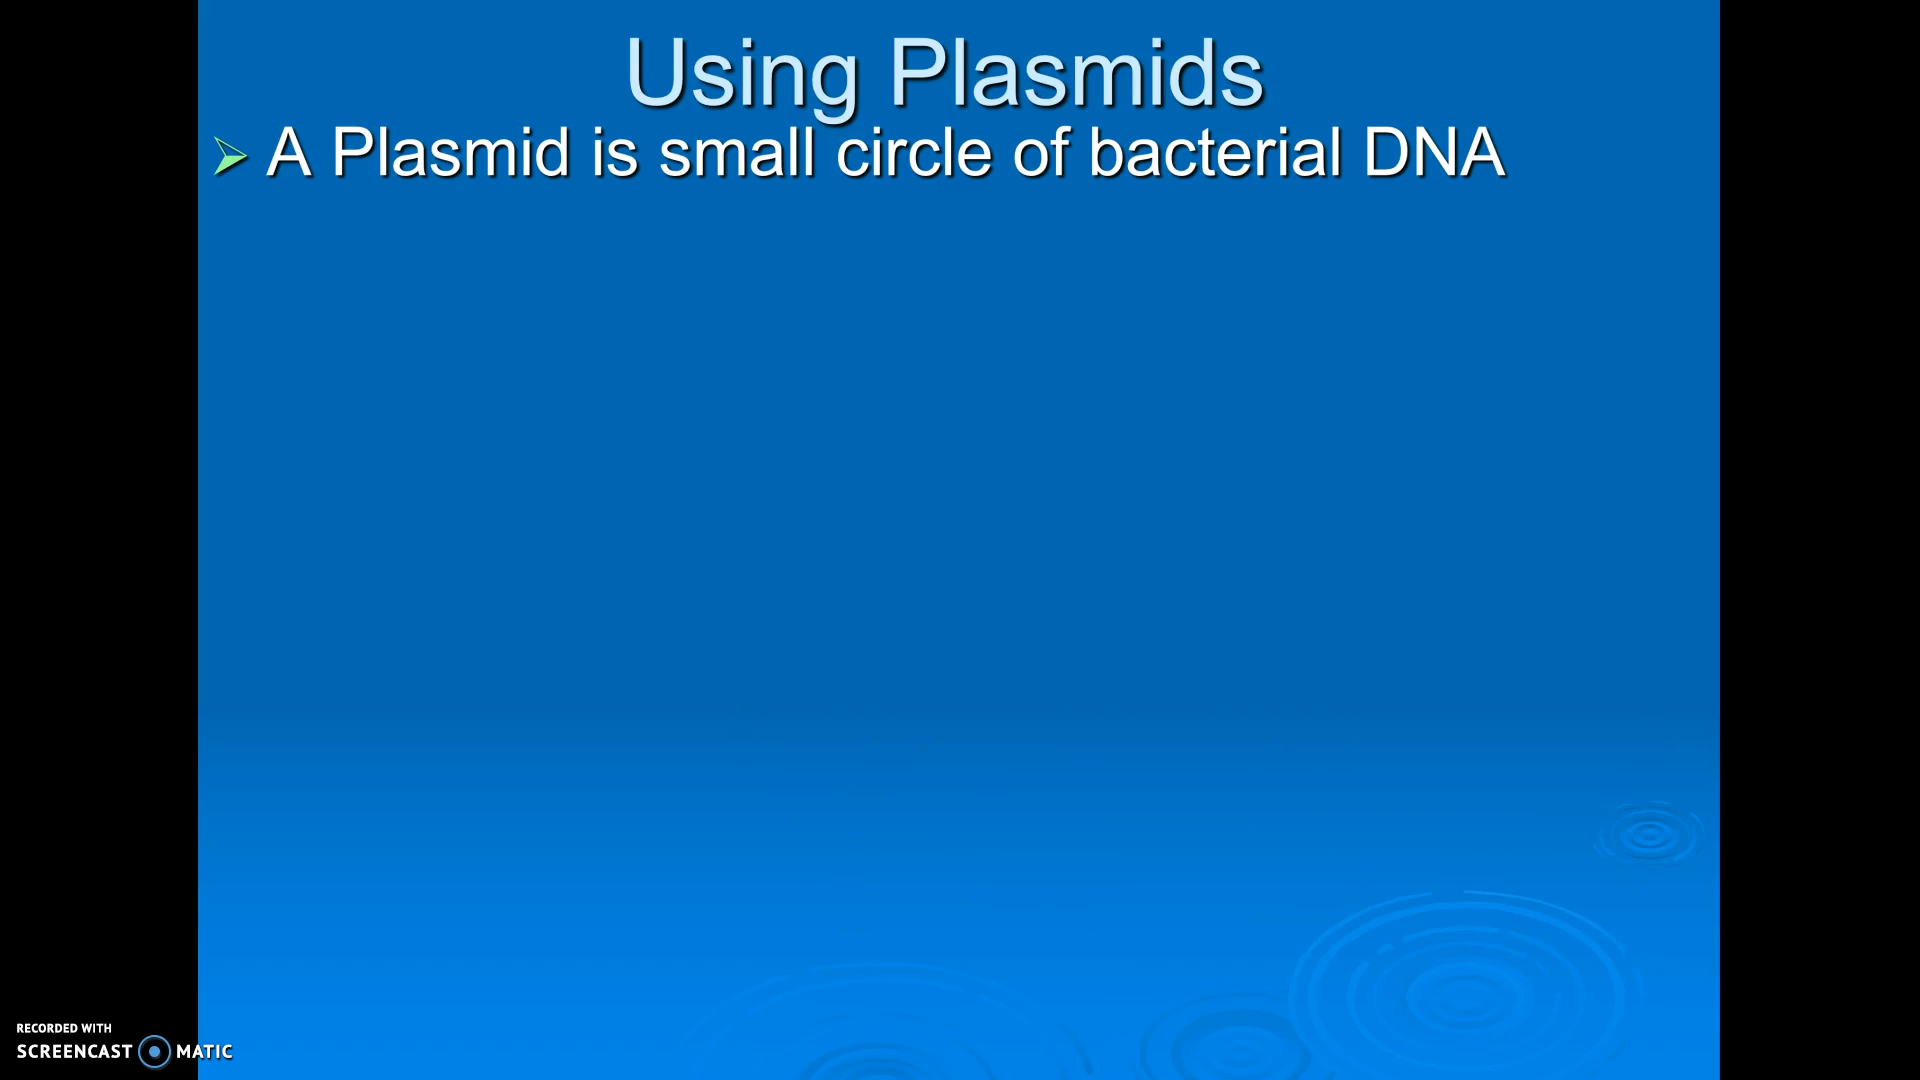 Using Plasmids
A Plasmid is small circle of bacterial DNA
RECORDED WITH
SCREENCAST MATIC